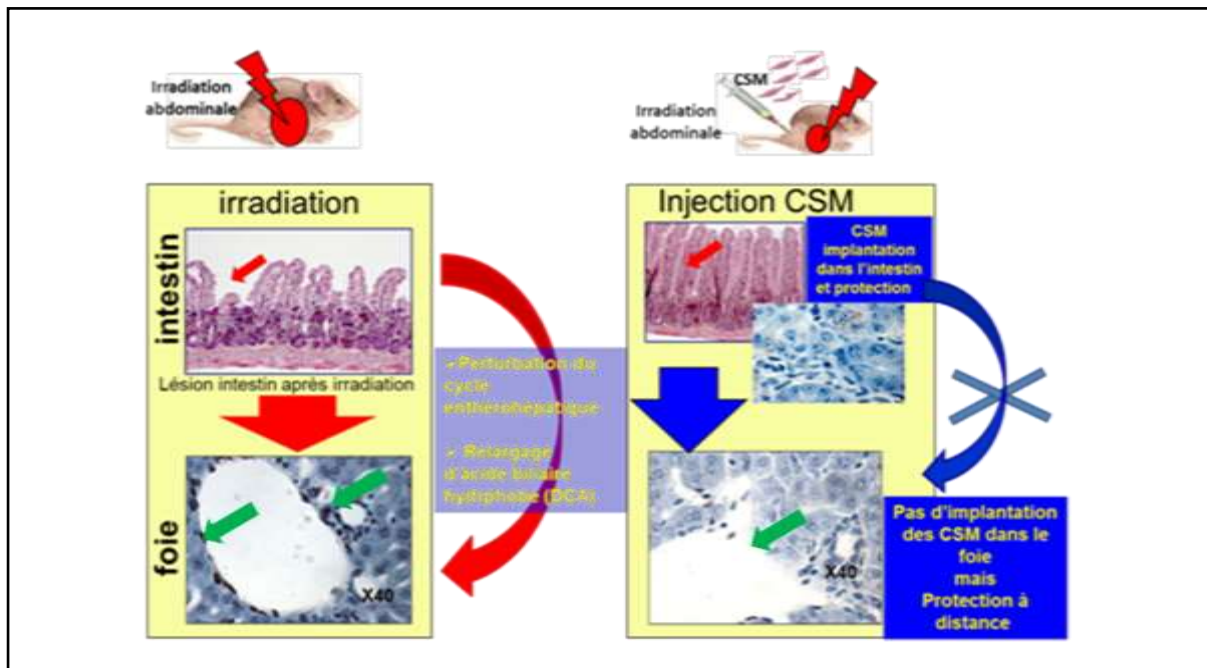 Irradiation
abdominale
CSM
Irradiation
abdominale
irradiation
intestin
Lésion intestin après irradiation
foie
X40
➢Perturbation du
cycle
enthérohépatique
➢ Relargage
d'acide biliaire
hydrphobe (DCA)
Injection CSM
CSM
implantation
dans l'intestin
et protection
X40
Pas d'implantation
des CSM dans le
foie
mais
Protection à
distance